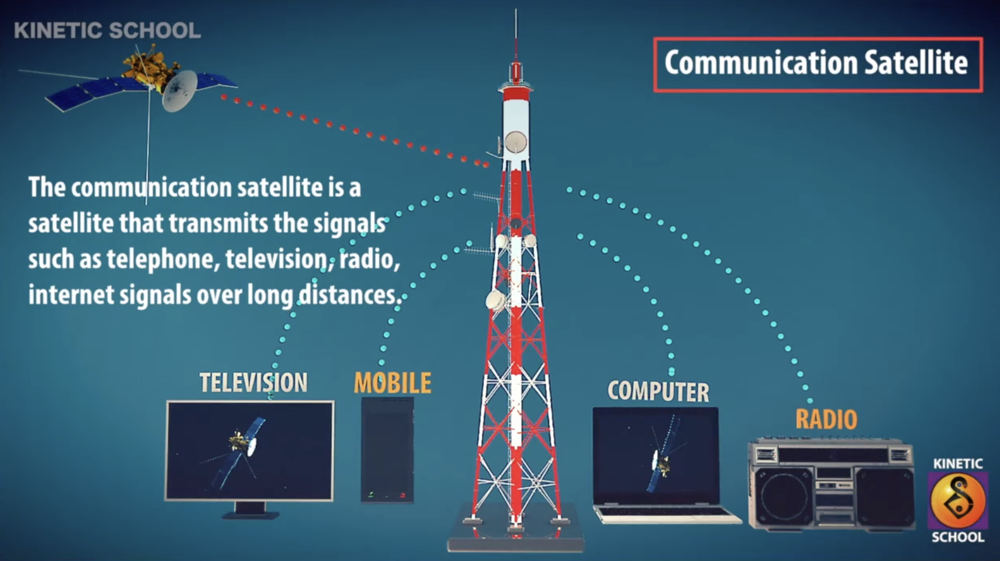 KINETIC SCHOOL
Communication Satellite
The communication satellite is a
satellite that transmits the signals
such as telephone, television, radio,
internet signals over long distances.
TELEVISION
MOBILE
COMPUTER
RADIO
KINETIC
SCHOOL